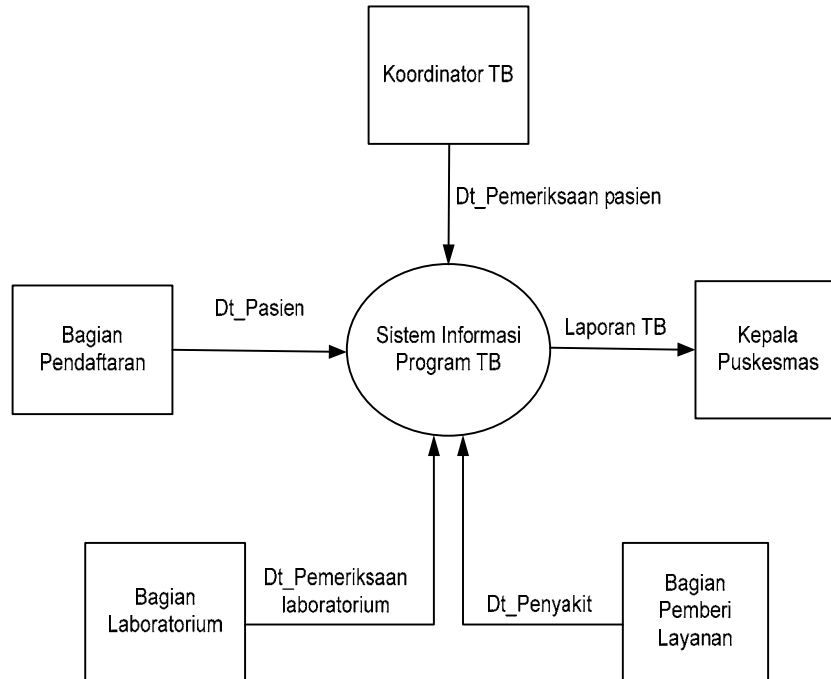 Koordinator TB
Dt_Pemeriksaan pasien
Dt_Pasien
Bagian
Pendaftaran
Sistem Informasi
Program TB
Laporan TB
Kepala
Puskesmas
Bagian
Laboratorium
Dt_Pemeriksaan
laboratorium
Dt_Penyakit
Bagian
Pemberi
Layanan